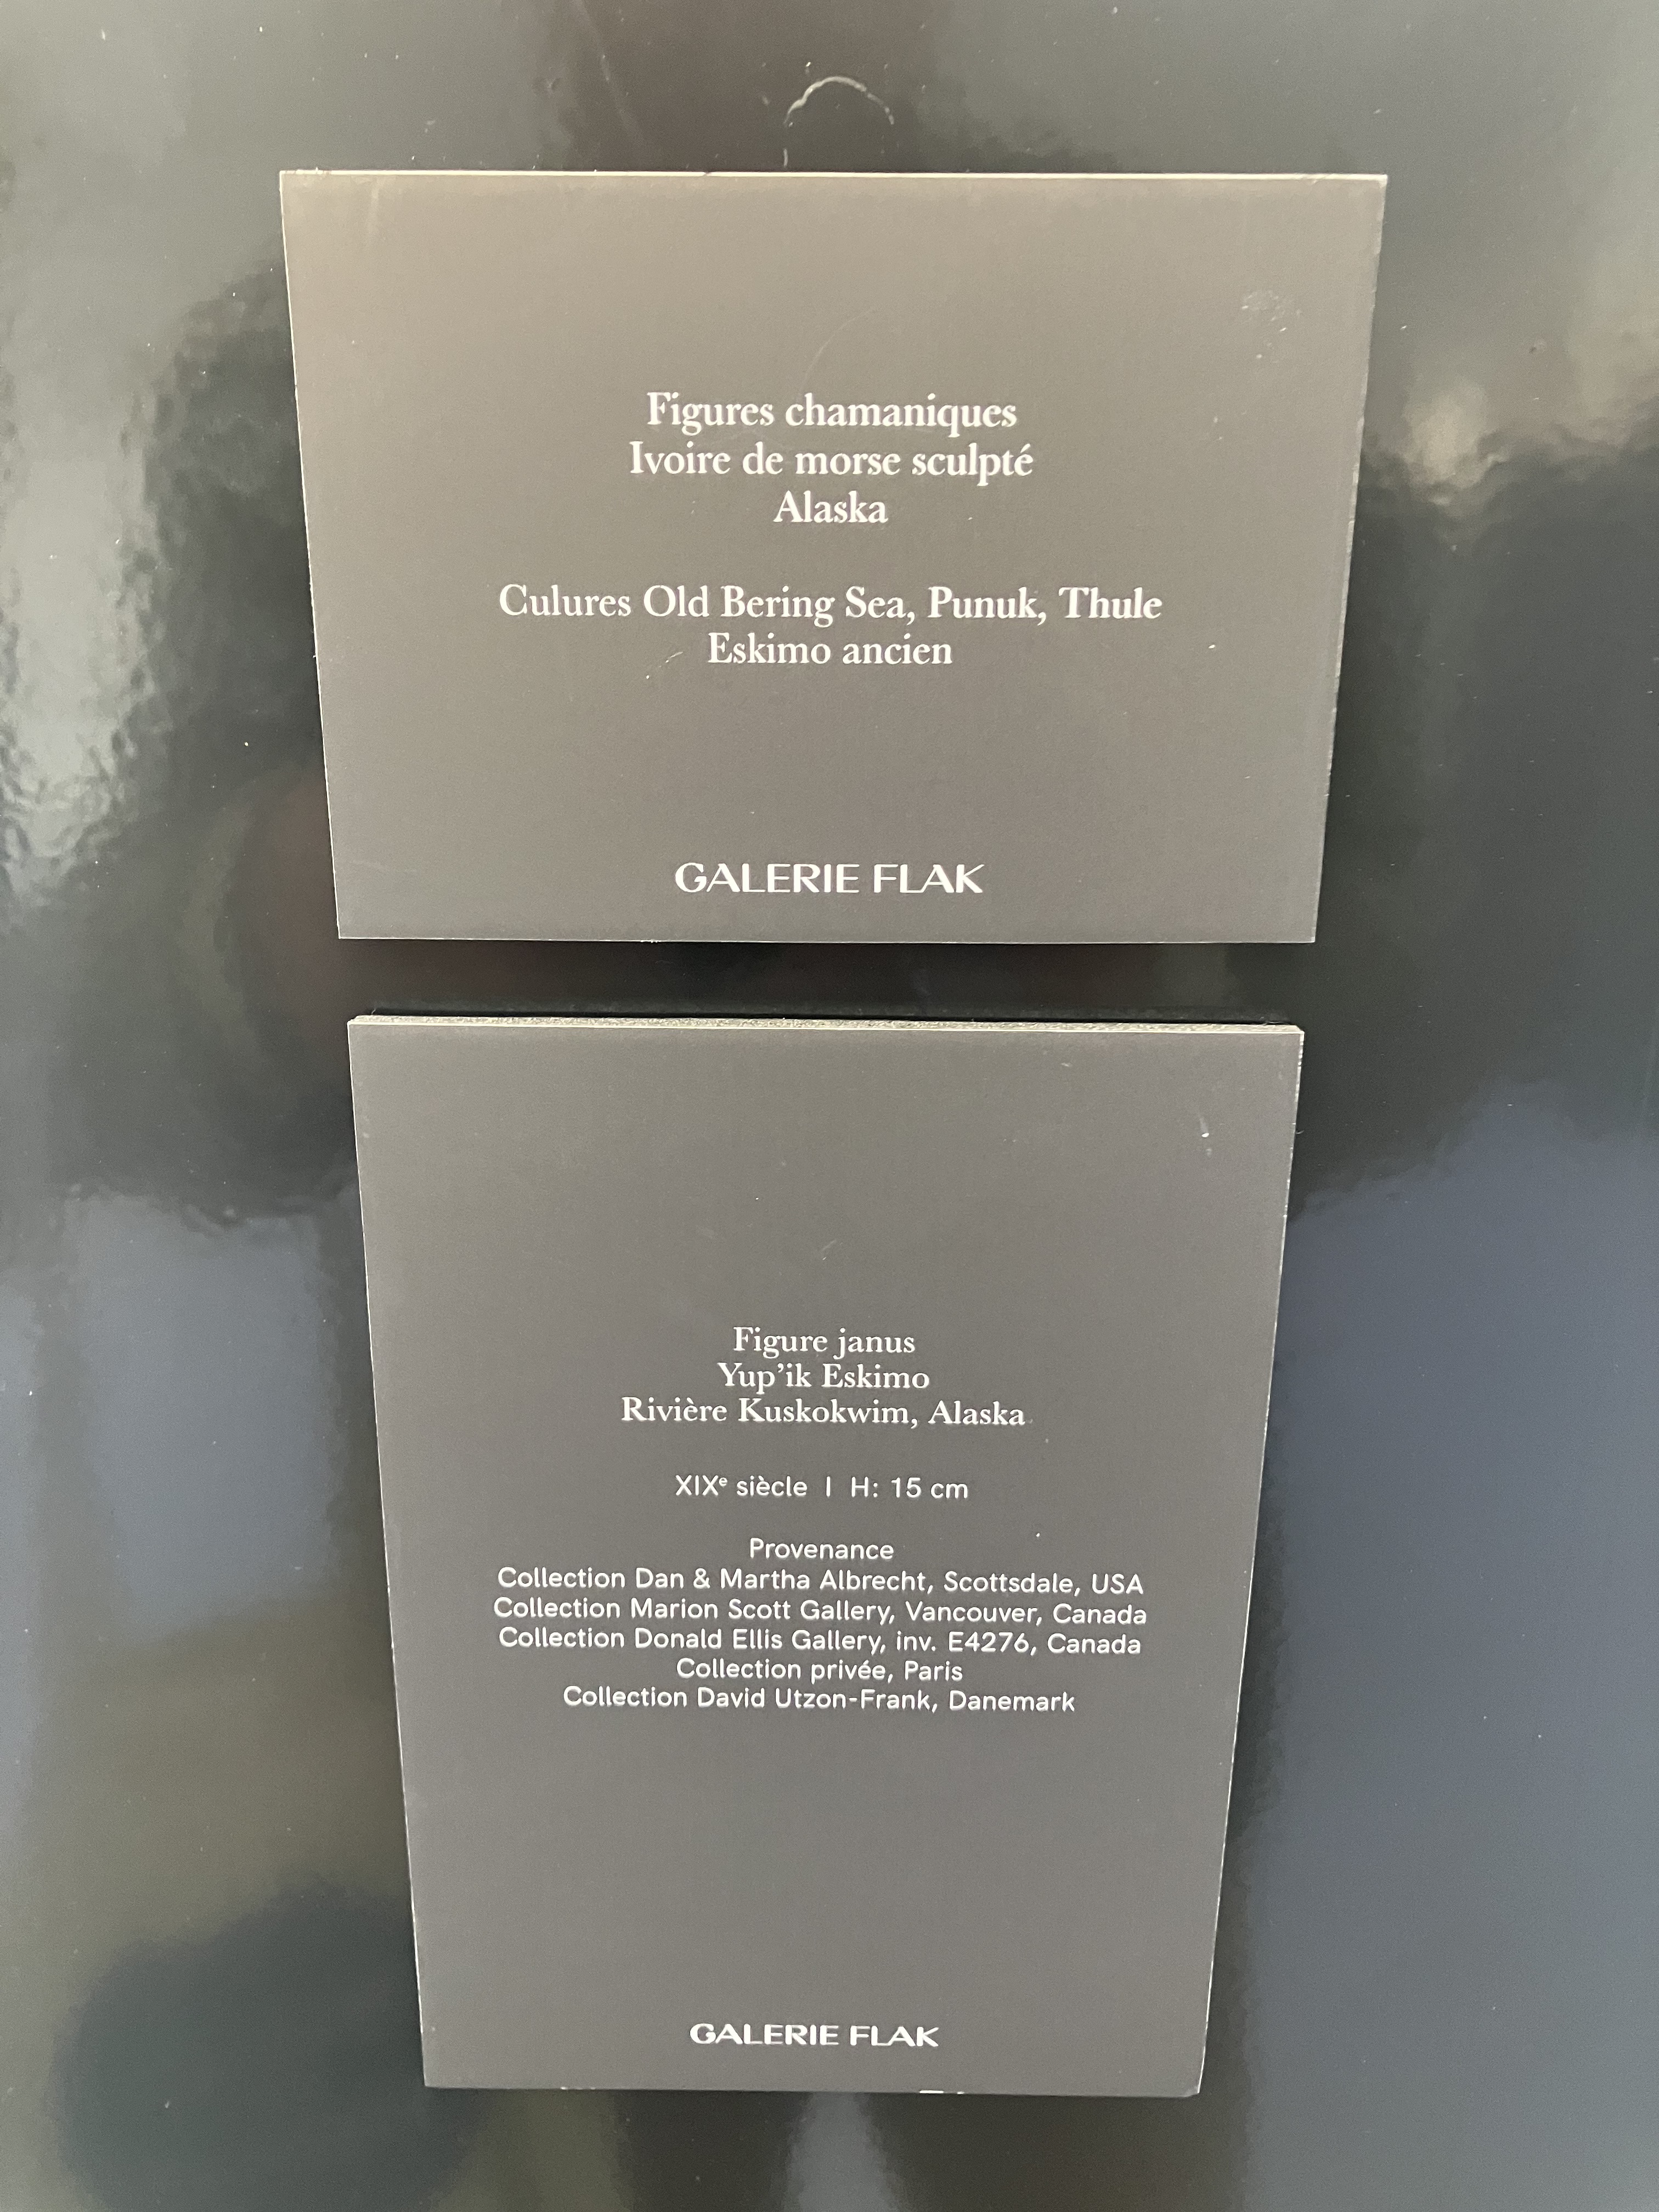 Figures chamaniques
Ivoire de morse sculpté
Alaska
Culures Old Bering Sea, Punuk, Thule
Eskimo ancien
GALERIE FLAK
Figure janus
Yup’ik Eskimo
Rivière Kuskokwim, Alaska
XIXᵉ siècle I H: 15 cm
Provenance
Collection Dan & Martha Albrecht, Scottsdale, USA
Collection Marion Scott Gallery, Vancouver, Canada
Collection Donald Ellis Gallery, inv. E4276, Canada
Collection privée, Paris
Collection David Utzon-Frank, Danemark
GALERIE FLAK